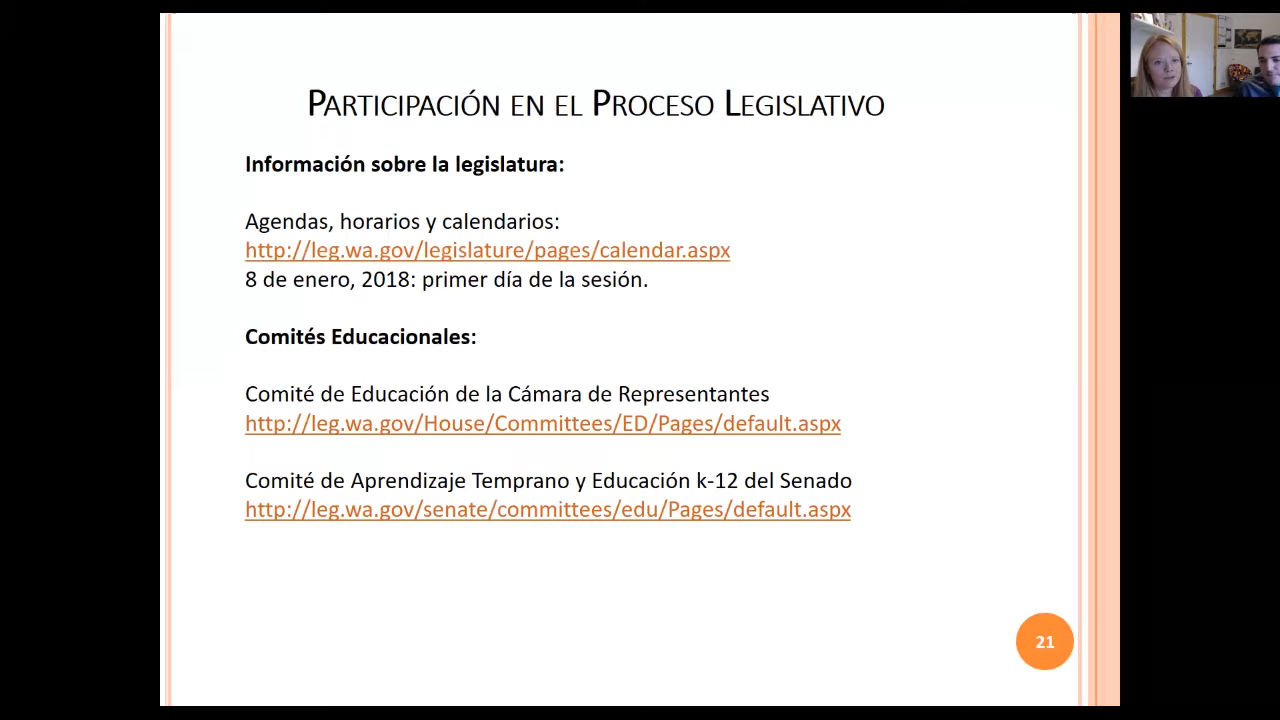 Participación en el Proceso Legislativo
Información sobre la legislatura:
Agendas, horarios y calendarios:
http://leg.wa.gov/legislature/pages/calendar.aspx
8 de enero, 2018: primer día de la sesión.
Comités Educacionales:
Comité de Educación de la Cámara de Representantes
http://leg.wa.gov/House/Committees/ED/Pages/default.aspx
Comité de Aprendizaje Temprano y Educación k-12 del Senado
http://leg.wa.gov/senate/committees/edu/Pages/default.aspx
21